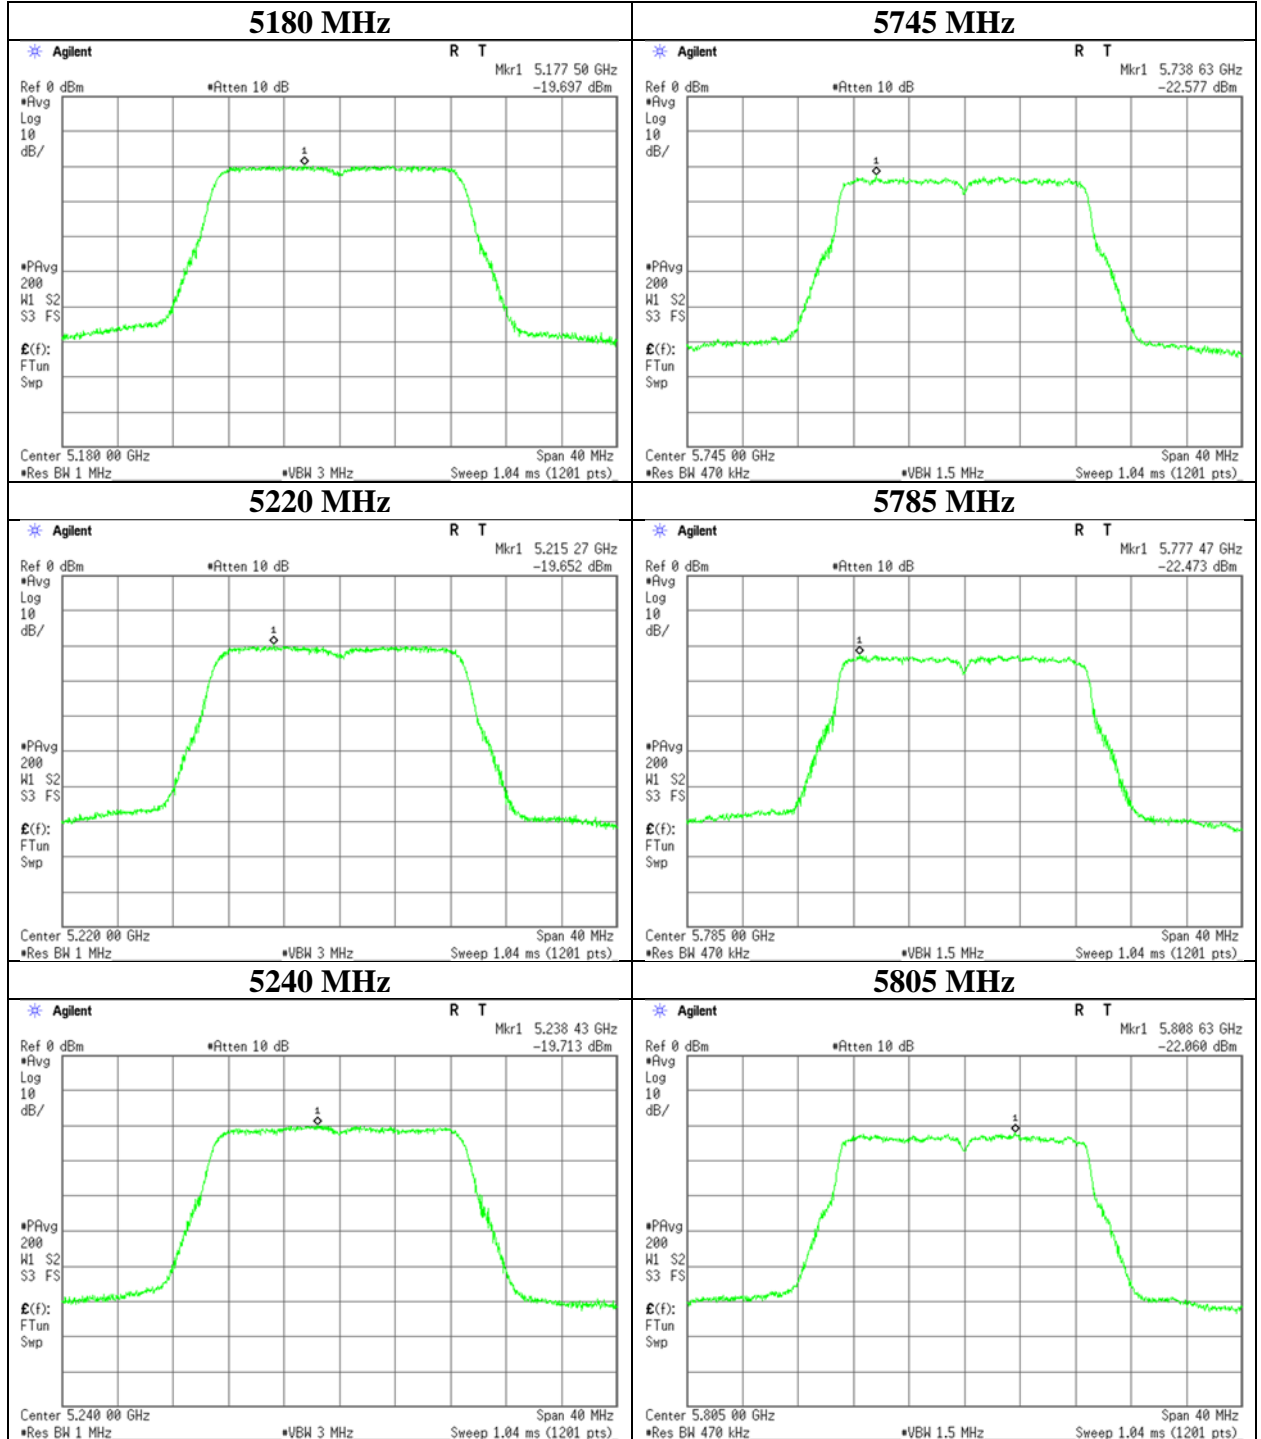 5180 MHz
Agilent R T
Mkr1 5.177 50 GHz
Ref 0 dBm #Atten 10 dB -19.697 dBm
#Avg
Log
10
dB/
1
#PAvg
200
W1 S2
S3 FS
£(f):
FTun
Swp
Center 5.180 00 GHz Span 40 MHz
#Res BW 1 MHz #VBW 3 MHz Sweep 1.04 ms (1201 pts)
5745 MHz
Agilent R T
Mkr1 5.738 63 GHz
Ref 0 dBm #Atten 10 dB -22.577 dBm
#Avg
Log
10
dB/
1
#PAvg
200
W1 S2
S3 FS
£(f):
FTun
Swp
Center 5.745 00 GHz Span 40 MHz
#Res BW 470 kHz #VBW 1.5 MHz Sweep 1.04 ms (1201 pts)
5220 MHz
Agilent R T
Mkr1 5.215 27 GHz
Ref 0 dBm #Atten 10 dB -19.652 dBm
#Avg
Log
10
dB/
1
#PAvg
200
W1 S2
S3 FS
£(f):
FTun
Swp
Center 5.220 00 GHz Span 40 MHz
#Res BW 1 MHz #VBW 3 MHz Sweep 1.04 ms (1201 pts)
5785 MHz
Agilent R T
Mkr1 5.777 47 GHz
Ref 0 dBm #Atten 10 dB -22.473 dBm
#Avg
Log
10
dB/
1
#PAvg
200
W1 S2
S3 FS
£(f):
FTun
Swp
Center 5.785 00 GHz Span 40 MHz
#Res BW 470 kHz #VBW 1.5 MHz Sweep 1.04 ms (1201 pts)
5240 MHz
Agilent R T
Mkr1 5.238 43 GHz
Ref 0 dBm #Atten 10 dB -19.713 dBm
#Avg
Log
10
dB/
1
#PAvg
200
W1 S2
S3 FS
£(f):
FTun
Swp
Center 5.240 00 GHz Span 40 MHz
#Res BW 1 MHz #VBW 3 MHz Sweep 1.04 ms (1201 pts)
5805 MHz
Agilent R T
Mkr1 5.808 63 GHz
Ref 0 dBm #Atten 10 dB -22.060 dBm
#Avg
Log
10
dB/
1
#PAvg
200
W1 S2
S3 FS
£(f):
FTun
Swp
Center 5.805 00 GHz Span 40 MHz
#Res BW 470 kHz #VBW 1.5 MHz Sweep 1.04 ms (1201 pts)